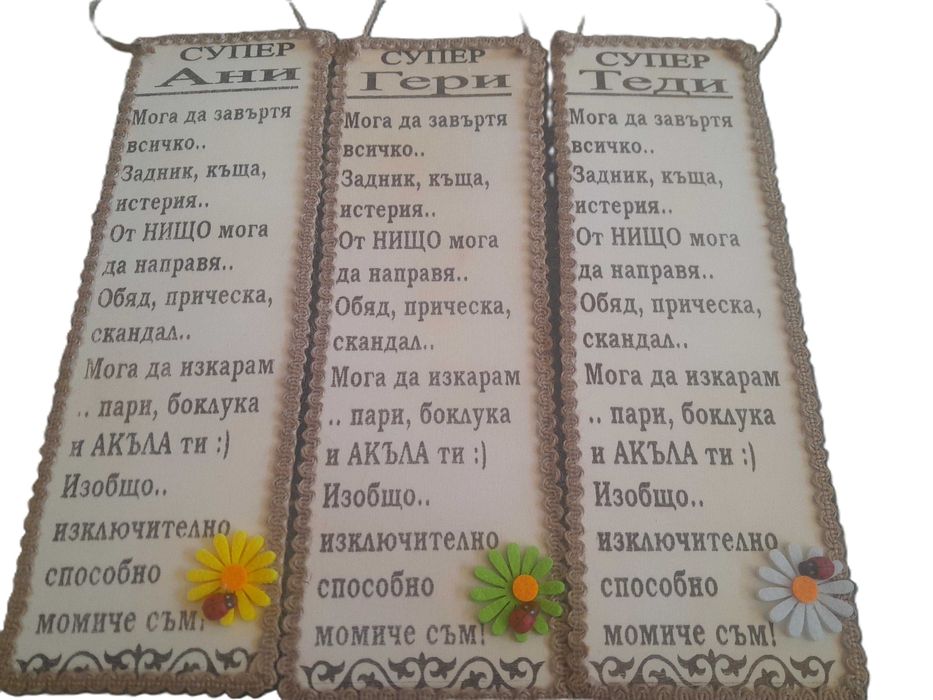 СУПЕР
Ани
Мога да завъртя
всичко..
Задник, къща,
истерия..
От НИЩО мога
да направя..
Обяд, прическа,
скандал..
Мога да изкарам
.. пари, боклука
и АКЪЛА ти :)
Изобщо..
изключително
способно
момиче съм!
СУПЕР
Гери
Мога да завъртя
всичко..
Задник, къща,
истерия..
От НИЩО мога
да направя..
Обяд, прическа,
скандал..
Мога да изкарам
.. пари, боклука
и АКЪЛА ти :)
Изобщо..
изключително
способно
момиче съм!
СУПЕР
Теди
Мога да завъртя
всичко..
Задник, къща,
истерия..
От НИЩО мога
да направя..
Обяд, прическа,
скандал..
Мога да изкарам
.. пари, боклука
и АКЪЛА ти :)
Изобщо..
изключително
способно
момиче съм!